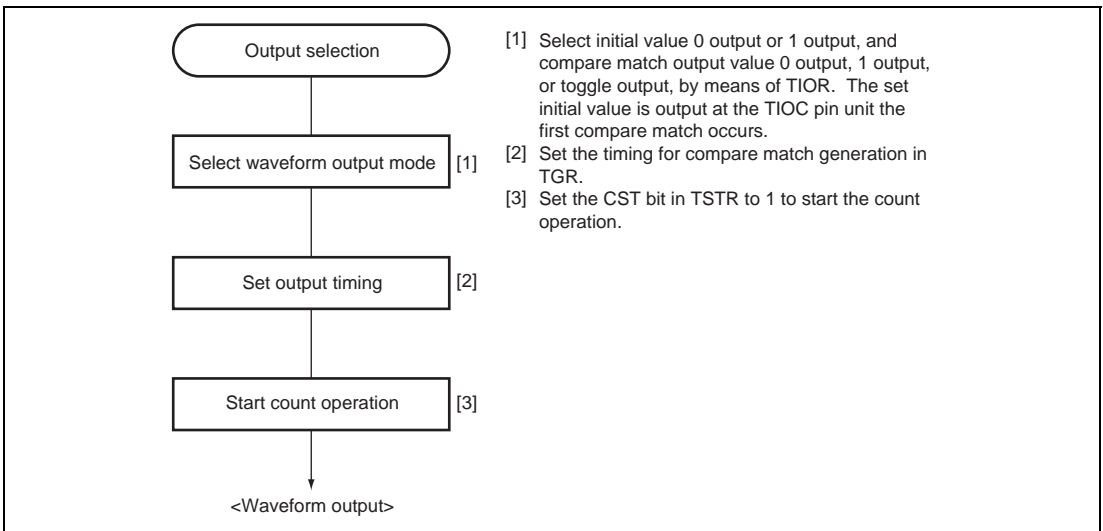 Output selection
Select waveform output mode
[1]
Set output timing
[2]
Start count operation
[3]
<Waveform output>
[1] Select initial value 0 output or 1 output, and
compare match output value 0 output, 1 output,
or toggle output, by means of TIOR. The set
initial value is output at the TIOC pin unit the
first compare match occurs.
[2] Set the timing for compare match generation in
TGR.
[3] Set the CST bit in TSTR to 1 to start the count
operation.